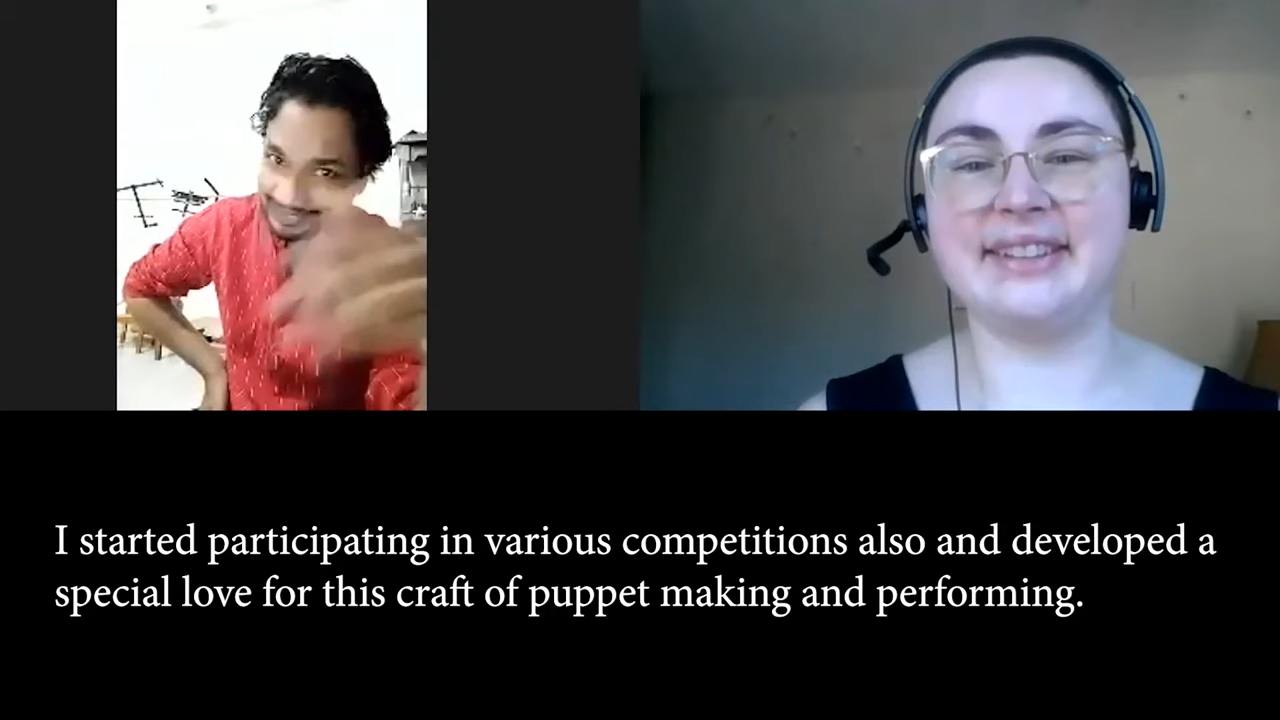 I started participating in various competitions also and developed a
special love for this craft of puppet making and performing.